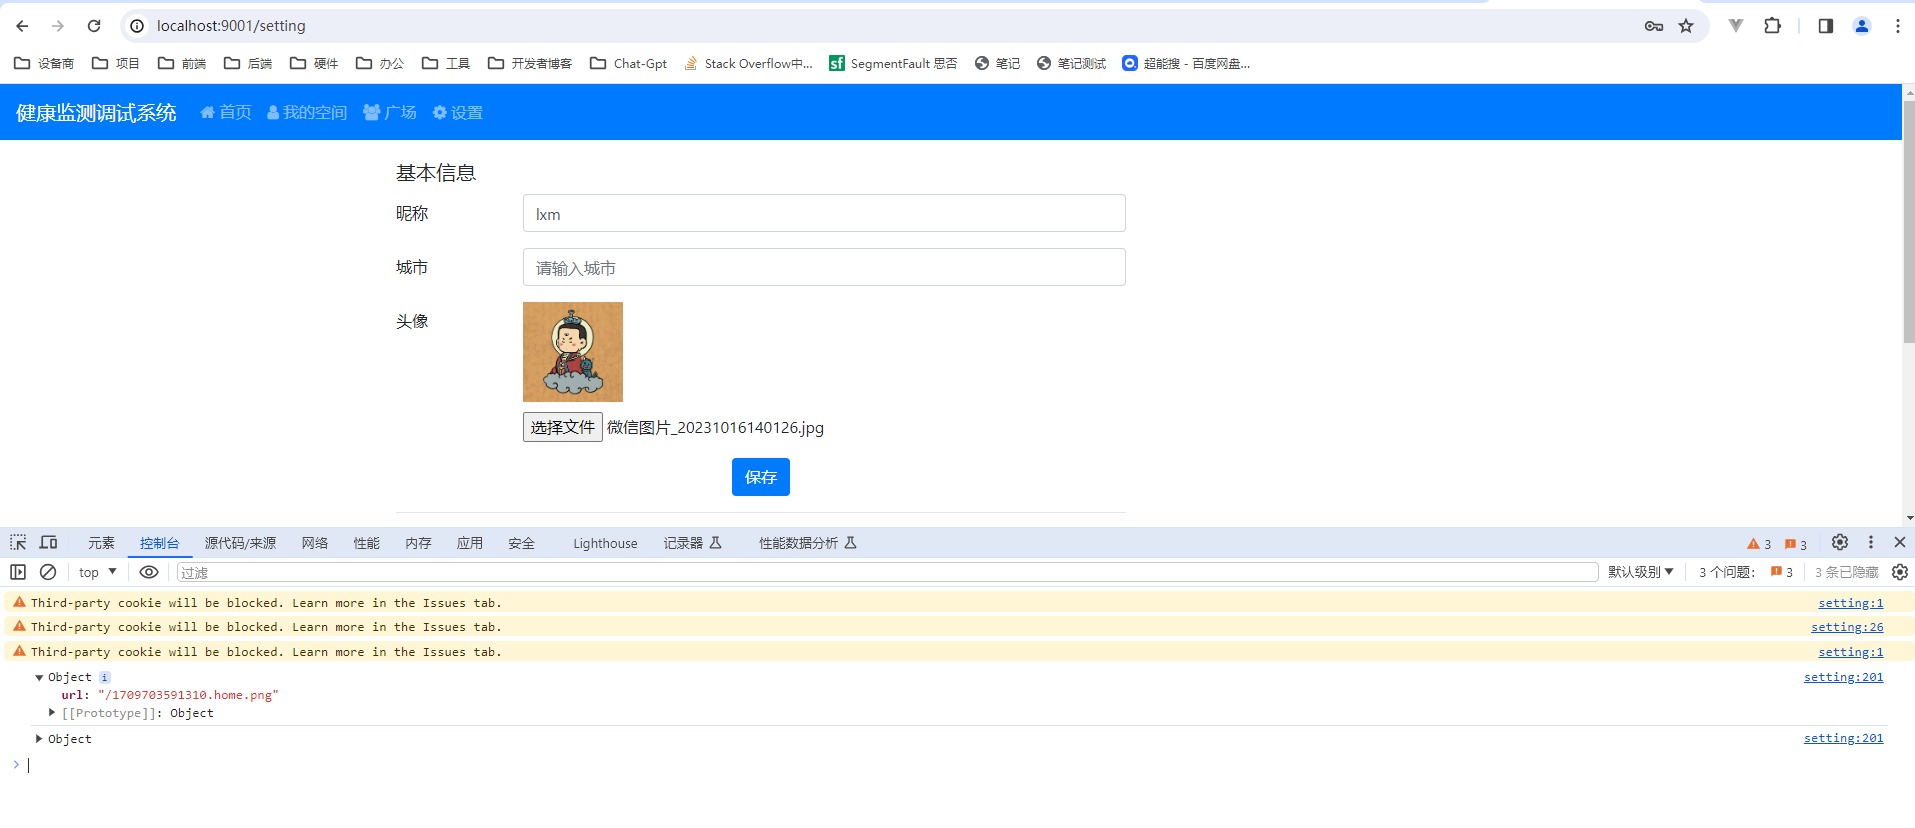 localhost:9001/setting
设备商 项目 前端 后端 硬件 办公 工具 开发者博客 Chat-Gpt Stack Overflow中... sf SegmentFault 思否 笔记 笔记测试 超能搜 - 百度网盘...
健康监测调试系统 首页 我的空间 广场 设置
基本信息
昵称 lxm
城市 请输入城市
头像
选择文件 微信图片_20231016140126.jpg
保存
元素 控制台 源代码/来源 网络 性能 内存 应用 安全 Lighthouse 记录器 性能数据分析 3 3
top 过滤 默认级别 3 个问题: 3 3 条已隐藏
Third-party cookie will be blocked. Learn more in the Issues tab. setting:1
Third-party cookie will be blocked. Learn more in the Issues tab. setting:26
Third-party cookie will be blocked. Learn more in the Issues tab. setting:1
Object i setting:201
url: "/1709703591310.home.png"
[[Prototype]]: Object
Object setting:201